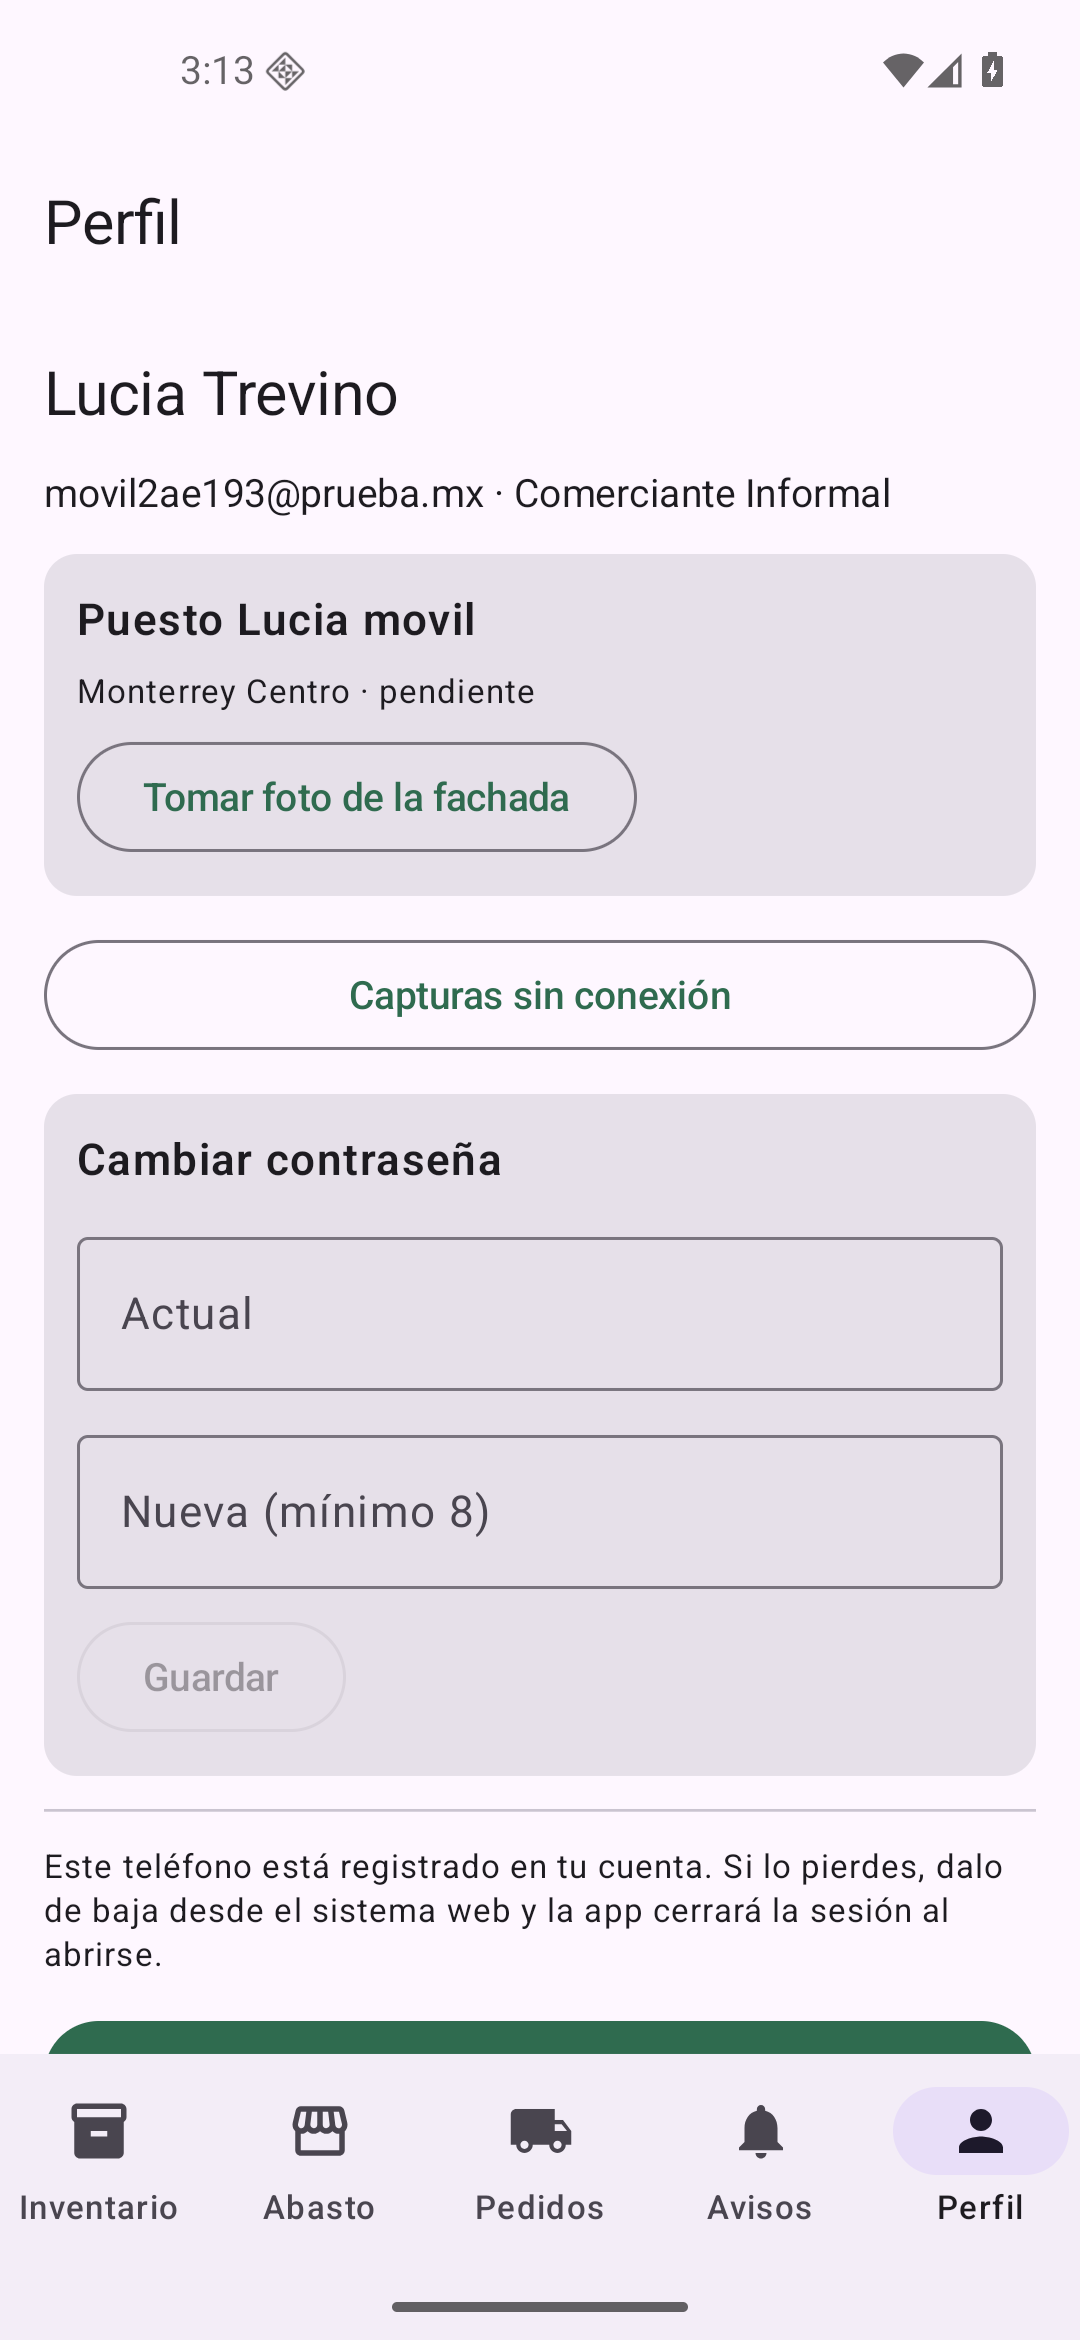 3:13
Perfil
Lucia Trevino
movil2ae193@prueba.mx · Comerciante Informal
Puesto Lucia movil
Monterrey Centro · pendiente
Tomar foto de la fachada
Capturas sin conexión
Cambiar contraseña
Actual
Nueva (mínimo 8)
Guardar
Este teléfono está registrado en tu cuenta. Si lo pierdes, dalo
de baja desde el sistema web y la app cerrará la sesión al
abrirse.
Inventario
Abasto
Pedidos
Avisos
Perfil